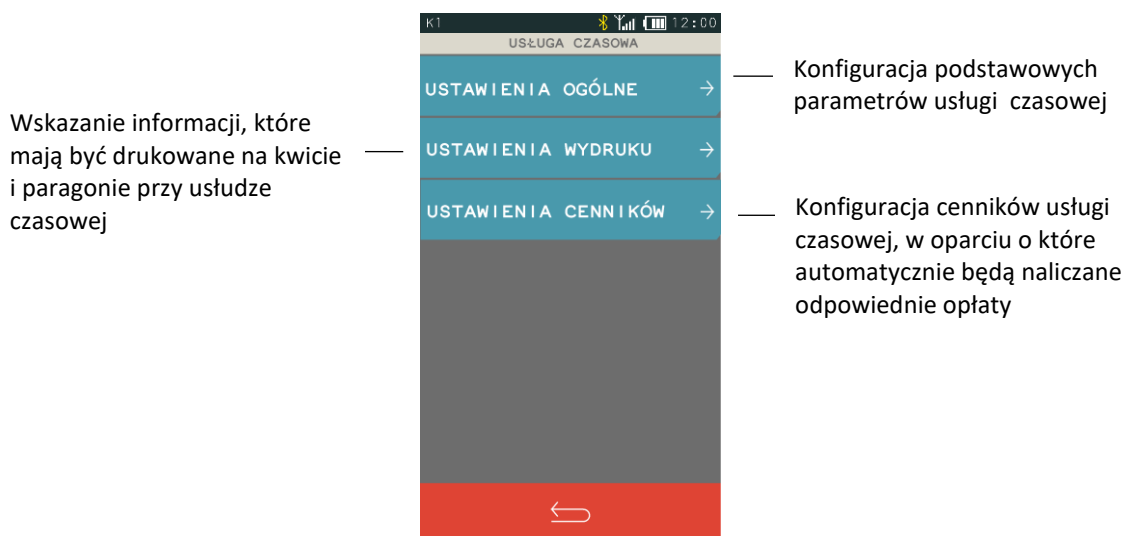 K1 12:00
USŁUGA CZASOWA
USTAWIENIA OGÓLNE
USTAWIENIA WYDRUKU
USTAWIENIA CENNIKÓW
Wskazanie informacji, które
mają być drukowane na kwicie
i paragonie przy usłudze
czasowej
Konfiguracja podstawowych
parametrów usługi czasowej
Konfiguracja cenników usługi
czasowej, w oparciu o które
automatycznie będą naliczane
odpowiednie opłaty